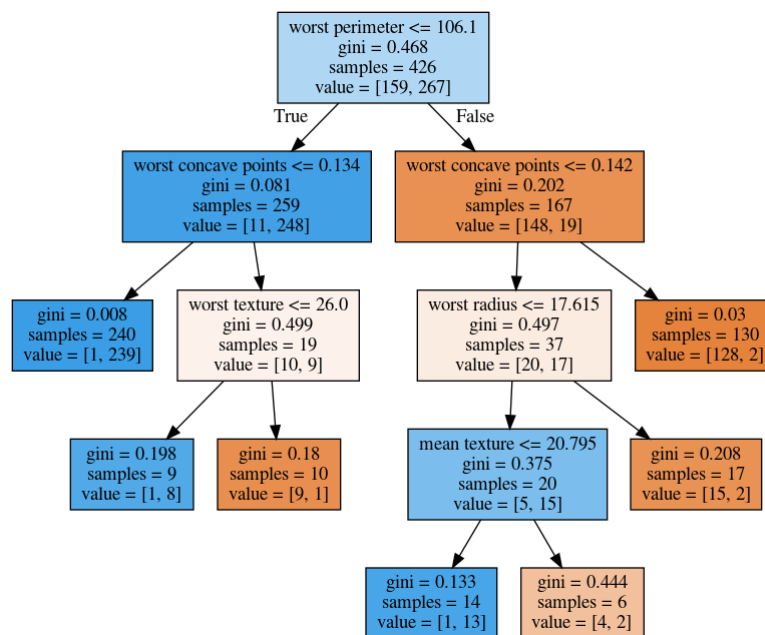 worst perimeter <= 106.1
gini = 0.468
samples = 426
value = [159, 267]
True
False
worst concave points <= 0.134
gini = 0.081
samples = 259
value = [11, 248]
worst concave points <= 0.142
gini = 0.202
samples = 167
value = [148, 19]
gini = 0.008
samples = 240
value = [1, 239]
worst texture <= 26.0
gini = 0.499
samples = 19
value = [10, 9]
worst radius <= 17.615
gini = 0.497
samples = 37
value = [20, 17]
gini = 0.03
samples = 130
value = [128, 2]
gini = 0.198
samples = 9
value = [1, 8]
gini = 0.18
samples = 10
value = [9, 1]
mean texture <= 20.795
gini = 0.375
samples = 20
value = [5, 15]
gini = 0.208
samples = 17
value = [15, 2]
gini = 0.133
samples = 14
value = [1, 13]
gini = 0.444
samples = 6
value = [4, 2]